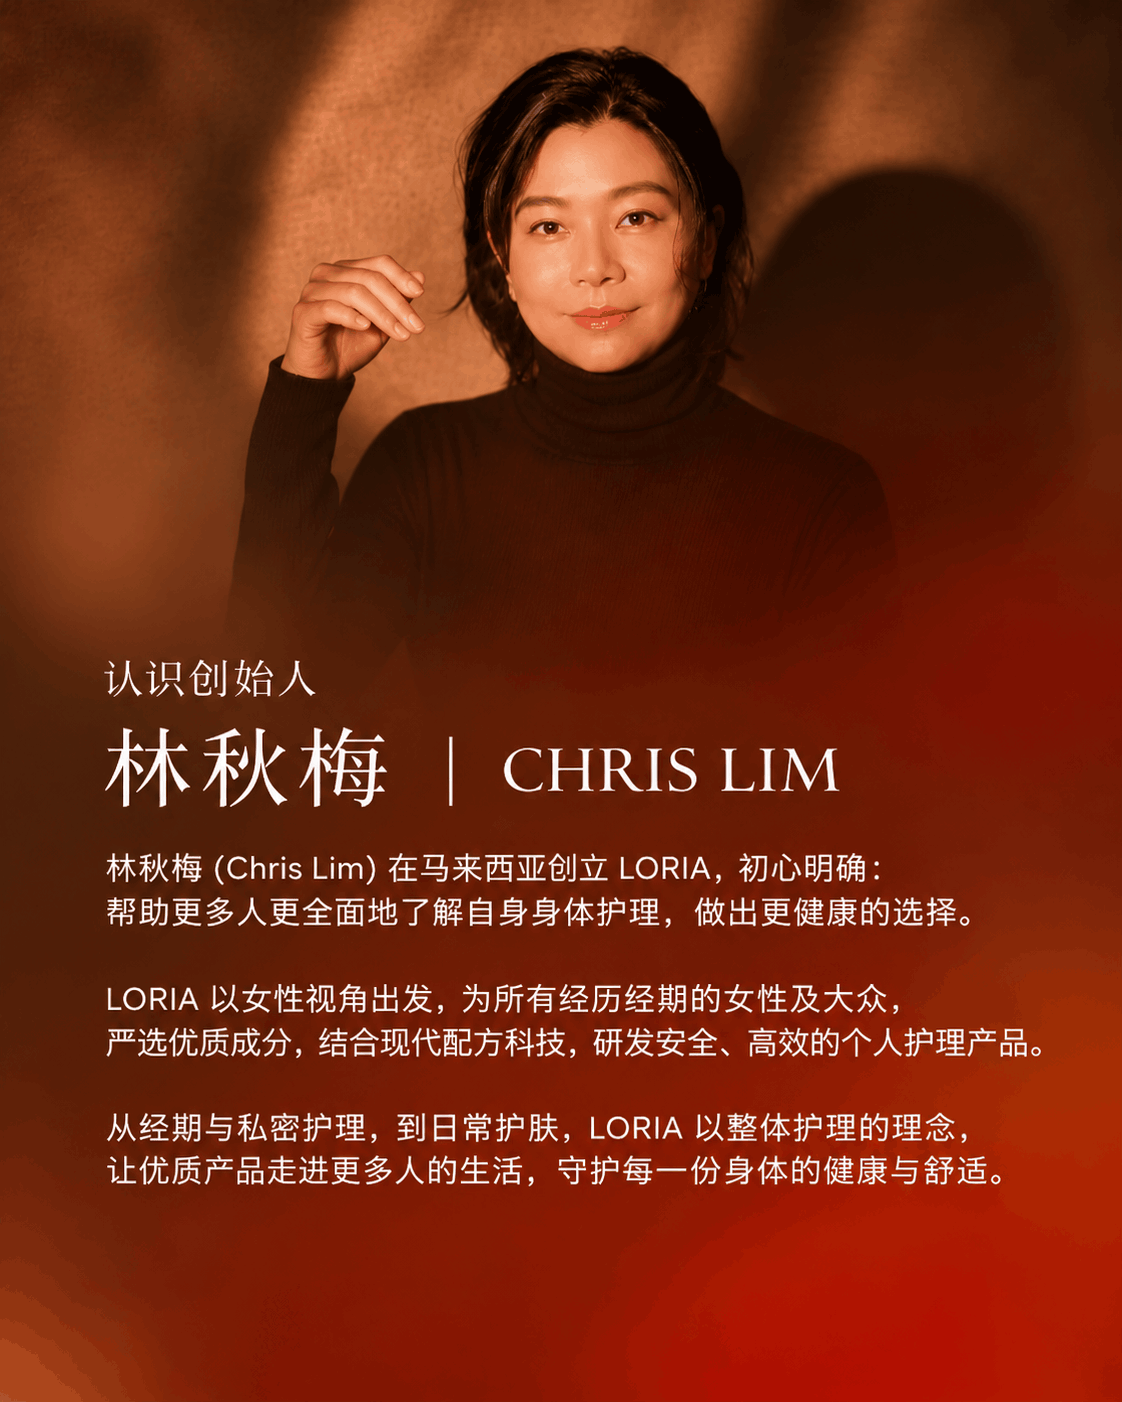 认识创始人
林秋梅 | CHRIS LIM
林秋梅 (Chris Lim) 在马来西亚创立 LORIA，初心明确：
帮助更多人更全面地了解自身身体护理，做出更健康的选择。
LORIA 以女性视角出发，为所有经历经期的女性及大众，
严选优质成分，结合现代配方科技，研发安全、高效的个人护理产品。
从经期与私密护理，到日常护肤，LORIA 以整体护理的理念，
让优质产品走进更多人的生活，守护每一份身体的健康与舒适。